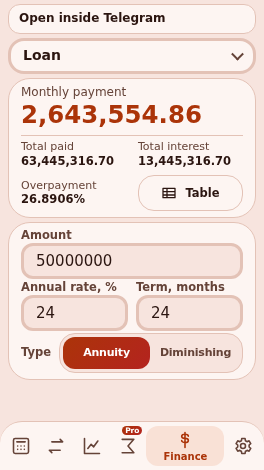 Open inside Telegram
Loan
Monthly payment
2,643,554.86
Total paid
63,445,316.70
Total interest
13,445,316.70
Overpayment
26.8906%
Table
Amount
50000000
Annual rate, %
24
Term, months
24
Type
Annuity
Diminishing
Pro
Finance